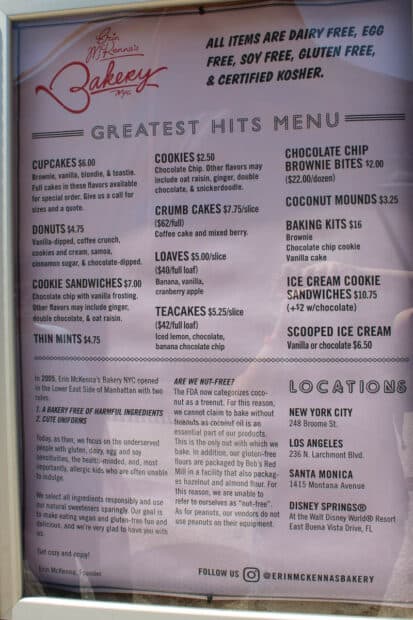 Erin
McKenna's
Bakery
NYC
ALL ITEMS ARE DAIRY FREE, EGG
FREE, SOY FREE, GLUTEN FREE,
& CERTIFIED KOSHER.
GREATEST HITS MENU
CUPCAKES $6.00
Brownie, vanilla, blondie, & toastie.
Full cakes in these flavors available
for special order. Give us a call for
sizes and a quote.
DONUTS $4.75
Vanilla-dipped, coffee crunch,
cookies and cream, samoa,
cinnamon sugar, & chocolate-dipped.
COOKIE SANDWICHES $7.00
Chocolate chip with vanilla frosting.
Other flavors may include ginger,
double chocolate, & oat raisin.
THIN MINTS $4.75
COOKIES $2.50
Chocolate Chip. Other flavors may
include oat raisin, ginger, double
chocolate, & snickerdoodle.
CRUMB CAKES $7.75/slice
($62/full)
Coffee cake and mixed berry.
LOAVES $5.00/slice
($40/full loaf)
Banana, vanilla,
cranberry apple
TEACAKES $5.25/slice
($42/full loaf)
Iced lemon, chocolate,
banana chocolate chip
CHOCOLATE CHIP
BROWNIE BITES $2.00
($22.00/dozen)
COCONUT MOUNDS $3.25
BAKING KITS $16
Brownie
Chocolate chip cookie
Vanilla cake
ICE CREAM COOKIE
SANDWICHES $10.75
(+$2 w/chocolate)
SCOOPED ICE CREAM
Vanilla or chocolate $6.50
In 2005, Erin McKenna's Bakery NYC opened
in the Lower East Side of Manhattan with two
rules:
1. A BAKERY FREE OF HARMFUL INGREDIENTS
2. CUTE UNIFORMS
Today, as then, we focus on the underserved
people with gluten, dairy, egg and soy
sensitivities, the health-minded, and, most
importantly, allergic kids who are often unable
to indulge.
We select all ingredients responsibly and use
our natural sweeteners sparingly. Our goal is
to make eating vegan and gluten-free fun and
delicious, and we're very glad to have you with
us.
Get cozy and enjoy!
Erin McKenna, Founder
ARE WE NUT-FREE?
The FDA now categorizes coco-
nut as a treenut. For this reason,
we cannot claim to bake without
treenuts as coconut oil is an
essential part of our products.
This is the only nut with which we
bake. In addition, our gluten-free
flours are packaged by Bob's Red
Mill in a facility that also packag-
es hazelnut and almond flour. For
this reason, we are unable to
refer to ourselves as "nut-free".
As for peanuts, our vendors do not
use peanuts on their equipment.
LOCATIONS
NEW YORK CITY
248 Broome St.
LOS ANGELES
236 N. Larchmont Blvd.
SANTA MONICA
1415 Montana Avenue
DISNEY SPRINGS®
At the Walt Disney World® Resort
East Buena Vista Drive, FL
FOLLOW US @ERINMCKENNASBAKERY